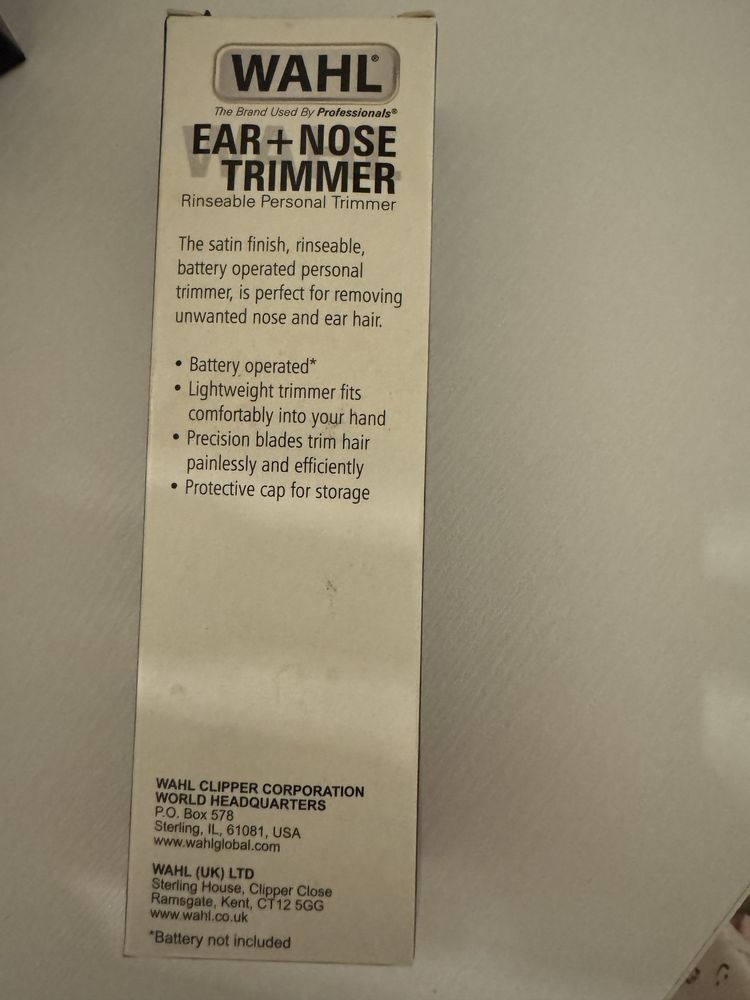 WAHL®
The Brand Used By Professionals®
EAR+NOSE
TRIMMER
Rinseable Personal Trimmer
The satin finish, rinseable,
battery operated personal
trimmer, is perfect for removing
unwanted nose and ear hair.
• Battery operated*
• Lightweight trimmer fits
comfortably into your hand
• Precision blades trim hair
painlessly and efficiently
• Protective cap for storage
WAHL CLIPPER CORPORATION
WORLD HEADQUARTERS
P.O. Box 578
Sterling, IL, 61081, USA
www.wahlglobal.com
WAHL (UK) LTD
Sterling House, Clipper Close
Ramsgate, Kent, CT12 5GG
www.wahl.co.uk
*Battery not included